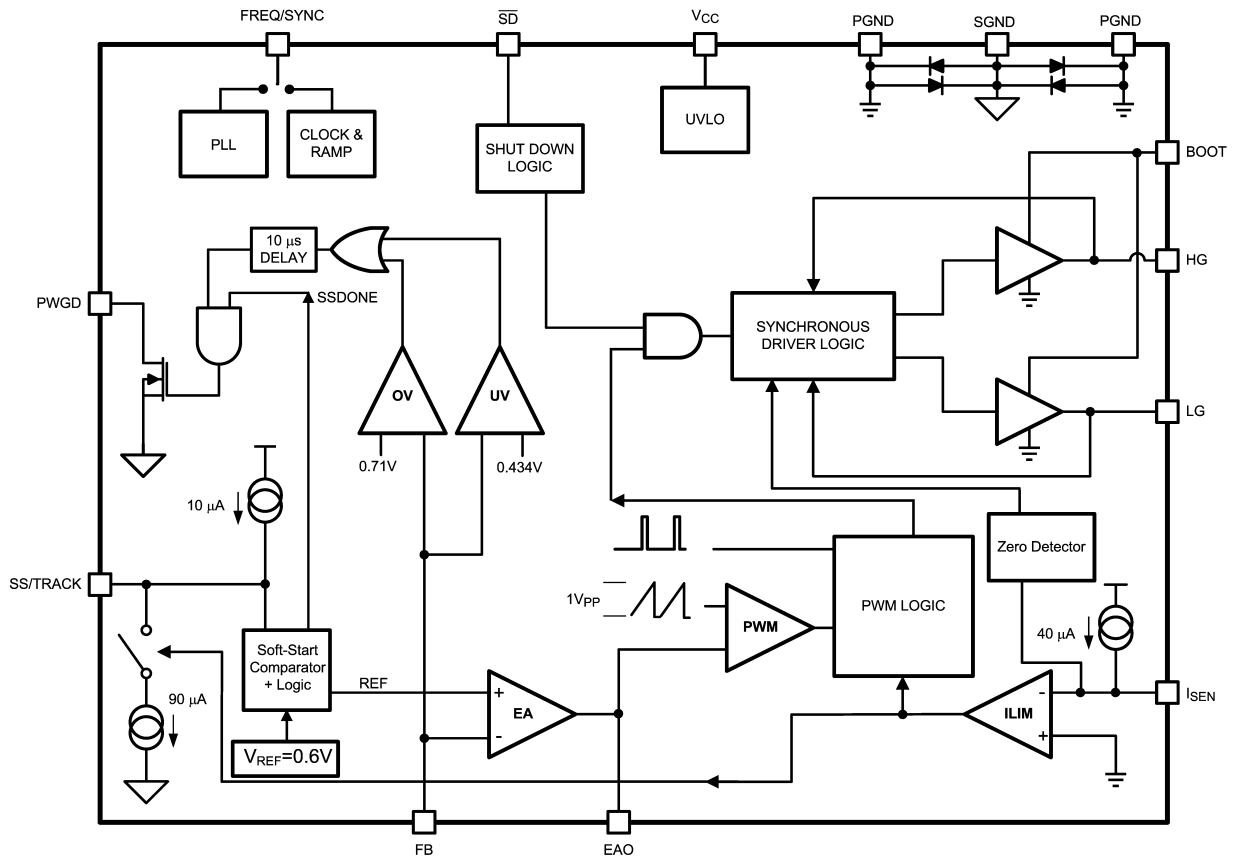 FREQ/SYNC
SD
VCC
PGND
SGND
PGND
PLL
CLOCK &
RAMP
SHUT DOWN
LOGIC
UVLO
BOOT
10 μs
DELAY
HG
PWGD
SSDONE
SYNCHRONOUS
DRIVER LOGIC
OV
UV
LG
0.71V
0.434V
10 μA
Zero Detector
SS/TRACK
1VPP
PWM
PWM LOGIC
40 μA
Soft-Start
Comparator
+ Logic
REF
90 μA
+
EA
-
-
ILIM
+
ISEN
VREF=0.6V
FB
EAO